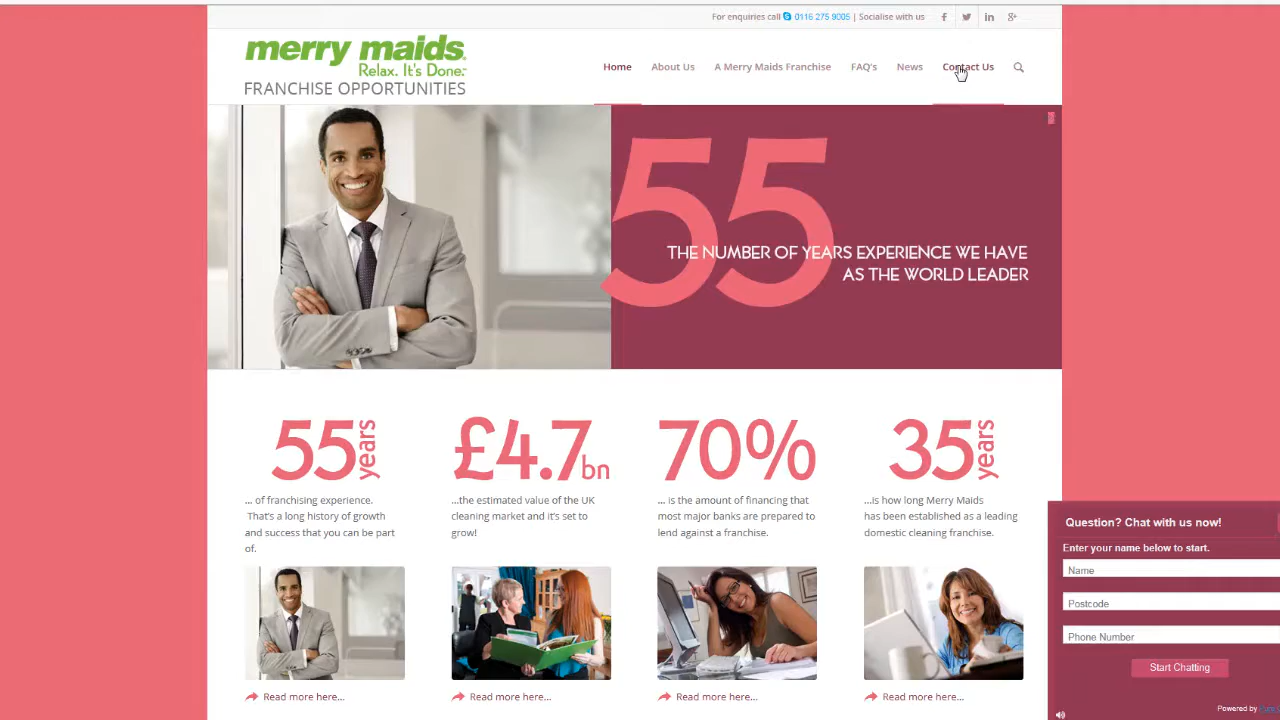 For enquiries call 0116 275 9005 | Socialise with us
merry maids
Relax. It's Done.
FRANCHISE OPPORTUNITIES
Home About Us A Merry Maids Franchise FAQ's News Contact Us
55
THE NUMBER OF YEARS EXPERIENCE WE HAVE
AS THE WORLD LEADER
55 years
... of franchising experience.
That's a long history of growth
and success that you can be part
of.
Read more here...
£4.7bn
...the estimated value of the UK
cleaning market and it's set to
grow!
Read more here...
70%
... is the amount of financing that
most major banks are prepared to
lend against a franchise.
Read more here...
35 years
...is how long Merry Maids
has been established as a leading
domestic cleaning franchise.
Read more here...
Question? Chat with us now!
Enter your name below to start.
Name
Postcode
Phone Number
Start Chatting
Powered by